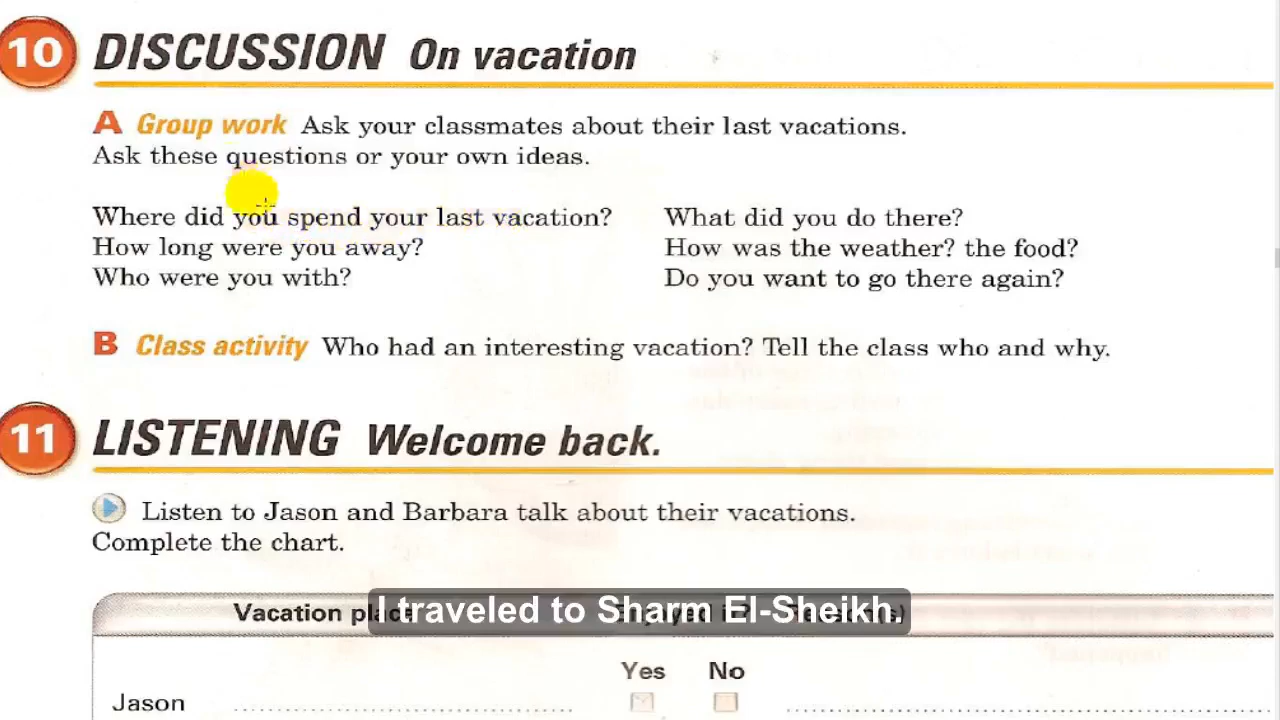 10 DISCUSSION On vacation
A Group work Ask your classmates about their last vacations.
Ask these questions or your own ideas.
Where did you spend your last vacation?
How long were you away?
Who were you with?
What did you do there?
How was the weather? the food?
Do you want to go there again?
B Class activity Who had an interesting vacation? Tell the class who and why.
11 LISTENING Welcome back.
Listen to Jason and Barbara talk about their vacations.
Complete the chart.
Vacation place
I traveled to Sharm El-Sheikh,
Yes No
Jason